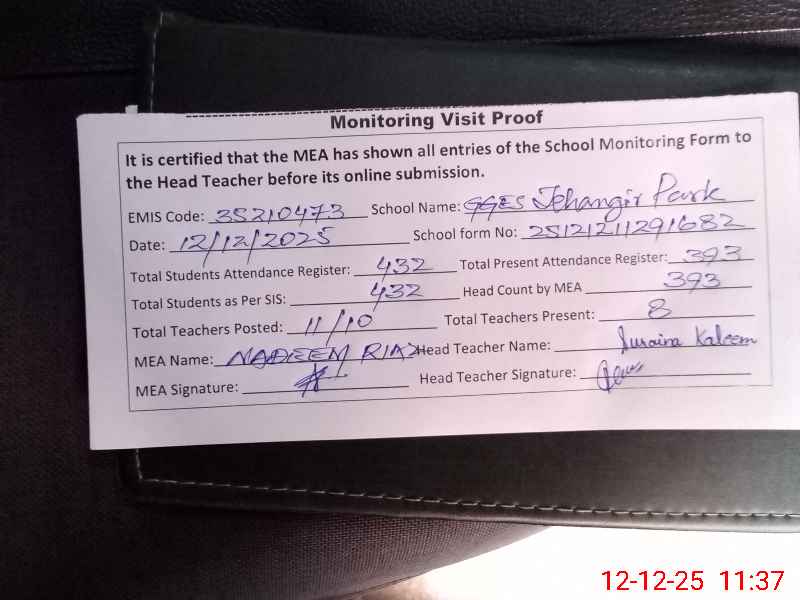 Monitoring Visit Proof
It is certified that the MEA has shown all entries of the School Monitoring Form to
the Head Teacher before its online submission.
EMIS Code: 35210473 School Name: GGES Jehangir Park
Date: 12/12/2025 School form No: 25121211291682
Total Students Attendance Register: 432 Total Present Attendance Register: 393
Total Students as Per SIS: 432 Head Count by MEA 393
Total Teachers Posted: 11/10 Total Teachers Present: 8
MEA Name: NADEEM RIAZ Head Teacher Name: Kaleem
MEA Signature: Head Teacher Signature:
12-12-25 11:37